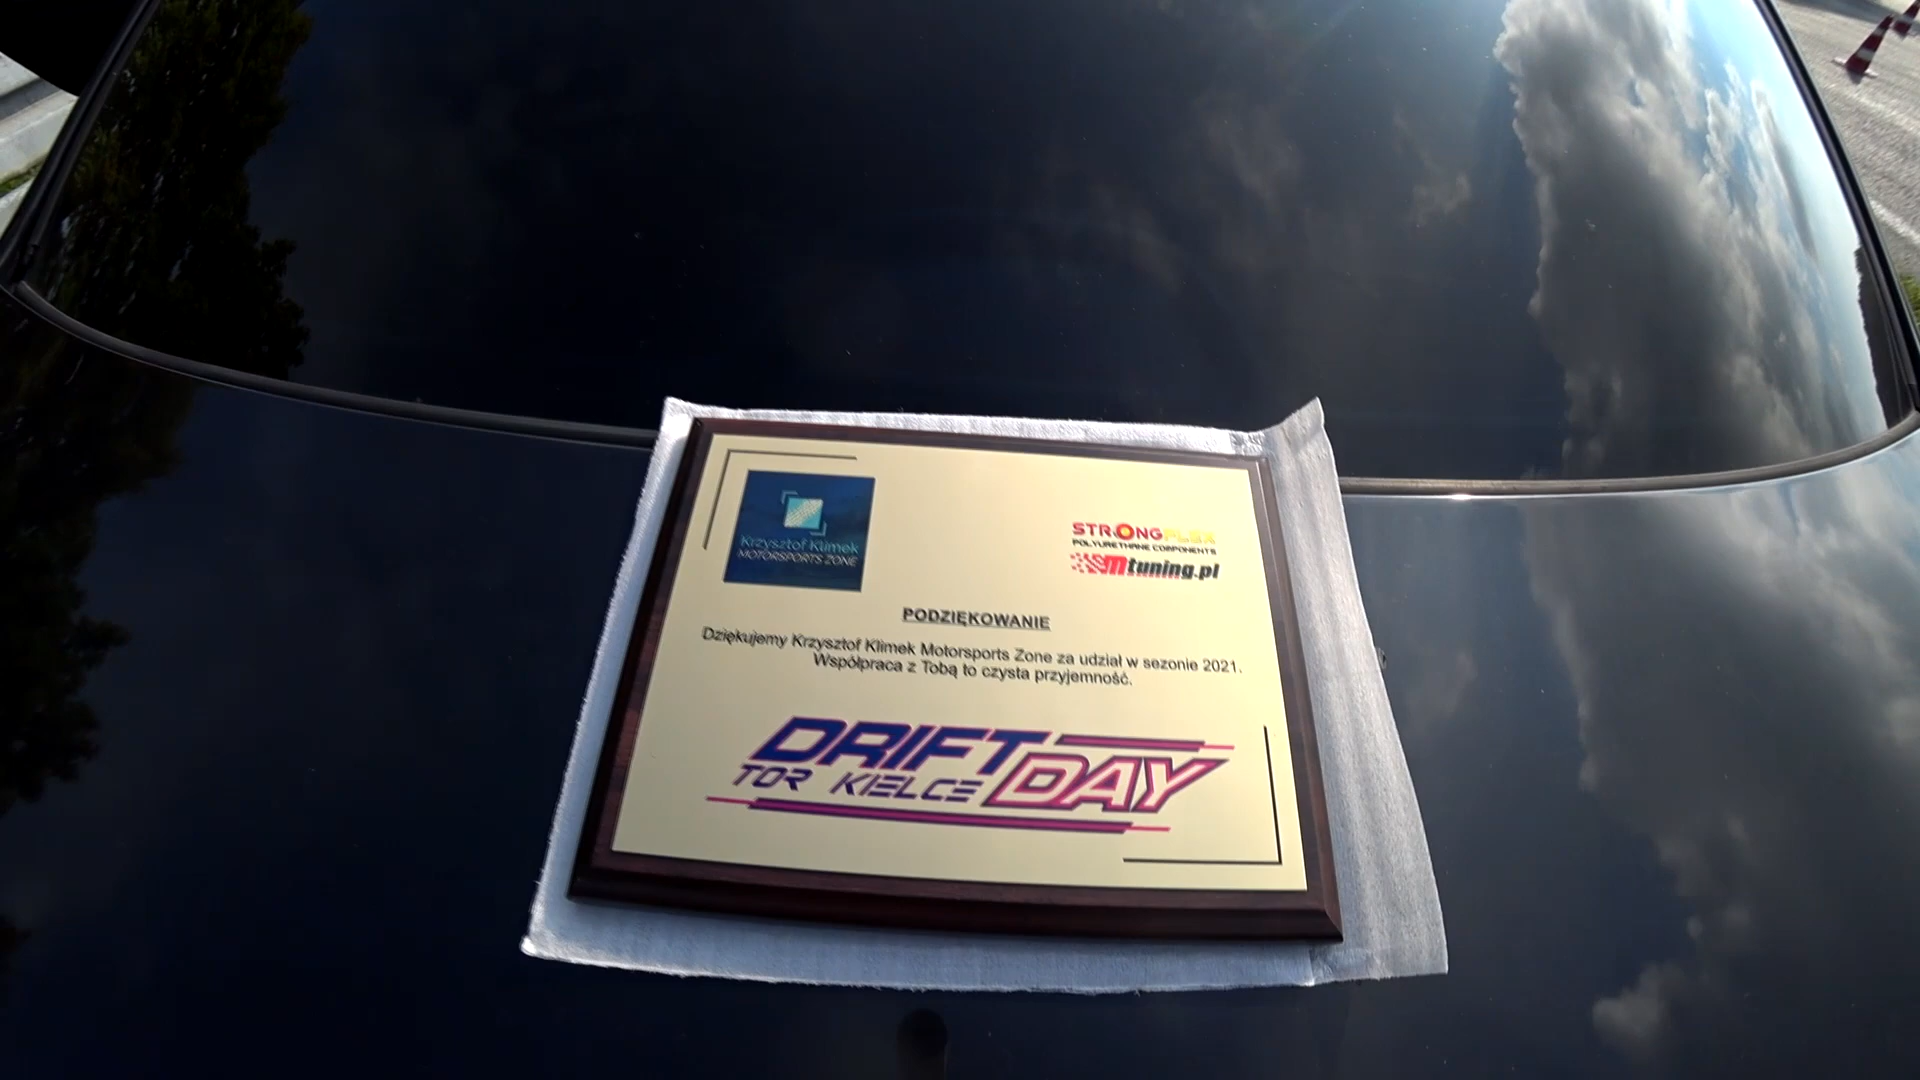 Krzysztof Klimek
MOTORSPORTS ZONE
STRONGFLEX
POLYURETHANE COMPONENTS
Mtuning.pl
PODZIĘKOWANIE
Dziękujemy Krzysztof Klimek Motorsports Zone za udział w sezonie 2021.
Współpraca z Tobą to czysta przyjemność.
DRIFT DAY
TOR KIELCE